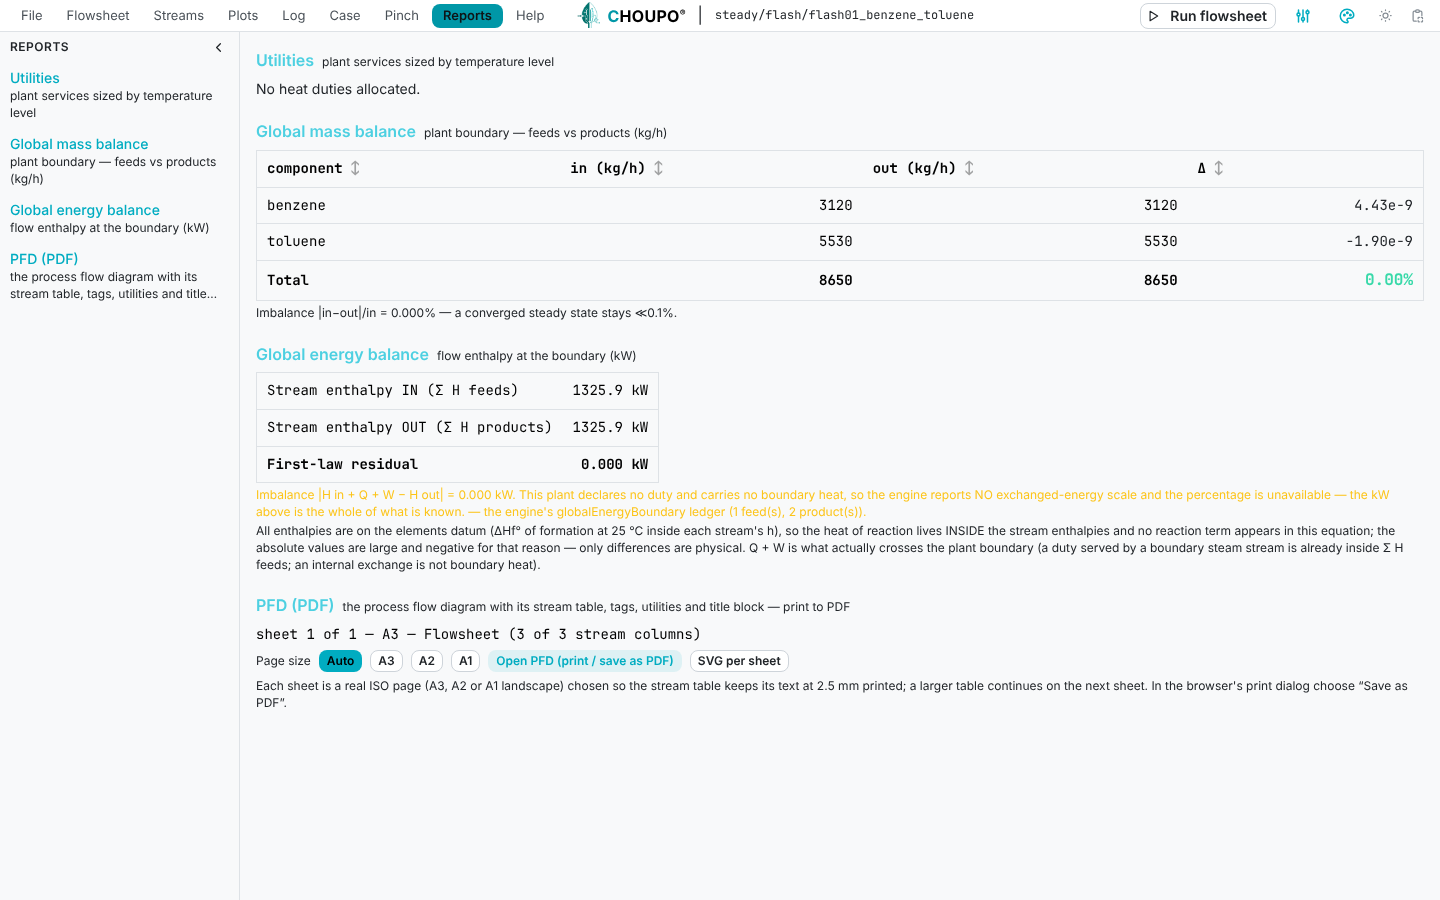 File Flowsheet Streams Plots Log Case Pinch Reports Help CHOUPO® steady/flash/flash01_benzene_toluene Run flowsheet
REPORTS
Utilities
plant services sized by temperature
level
Global mass balance
plant boundary — feeds vs products
(kg/h)
Global energy balance
flow enthalpy at the boundary (kW)
PFD (PDF)
the process flow diagram with its
stream table, tags, utilities and title…
Utilities plant services sized by temperature level
No heat duties allocated.
Global mass balance plant boundary — feeds vs products (kg/h)
component in (kg/h) out (kg/h) Δ
benzene 3120 3120 4.43e-9
toluene 5530 5530 -1.90e-9
Total 8650 8650 0.00%
Imbalance |in−out|/in = 0.000% — a converged steady state stays ≪0.1%.
Global energy balance flow enthalpy at the boundary (kW)
Stream enthalpy IN (Σ H feeds) 1325.9 kW
Stream enthalpy OUT (Σ H products) 1325.9 kW
First-law residual 0.000 kW
Imbalance |H in + Q + W − H out| = 0.000 kW. This plant declares no duty and carries no boundary heat, so the engine reports NO exchanged-energy scale and the percentage is unavailable — the kW
above is the whole of what is known. — the engine's globalEnergyBoundary ledger (1 feed(s), 2 product(s)).
All enthalpies are on the elements datum (ΔHf° of formation at 25 °C inside each stream's h), so the heat of reaction lives INSIDE the stream enthalpies and no reaction term appears in this equation; the
absolute values are large and negative for that reason — only differences are physical. Q + W is what actually crosses the plant boundary (a duty served by a boundary steam stream is already inside Σ H
feeds; an internal exchange is not boundary heat).
PFD (PDF) the process flow diagram with its stream table, tags, utilities and title block — print to PDF
sheet 1 of 1 — A3 — Flowsheet (3 of 3 stream columns)
Page size Auto A3 A2 A1 Open PFD (print / save as PDF) SVG per sheet
Each sheet is a real ISO page (A3, A2 or A1 landscape) chosen so the stream table keeps its text at 2.5 mm printed; a larger table continues on the next sheet. In the browser's print dialog choose “Save as
PDF”.